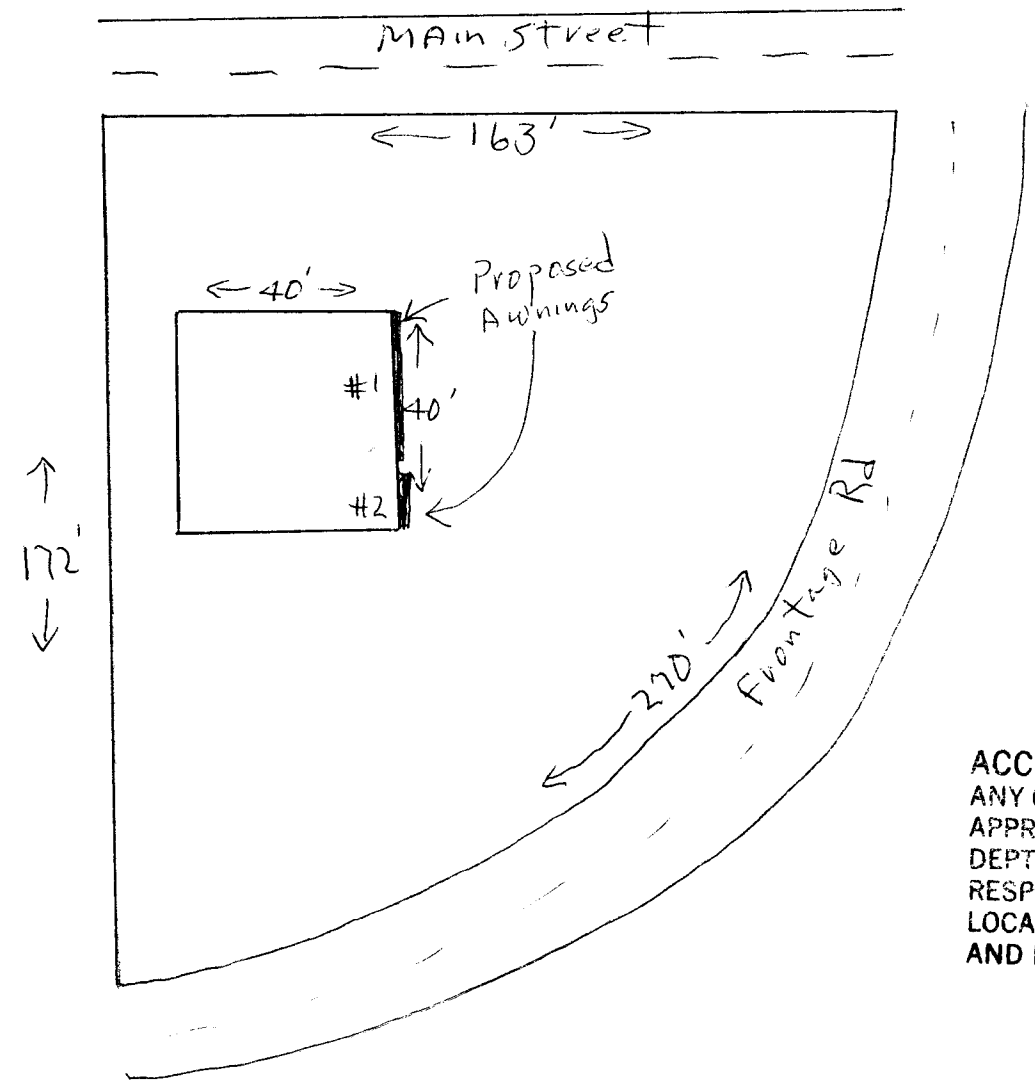 MAin Street
163'
Proposed
Awnings
40'
#1
40'
#2
172'
270'
Frontage Rd
ACC
ANY
APPR
DEPT
RESP
LOCA
AND